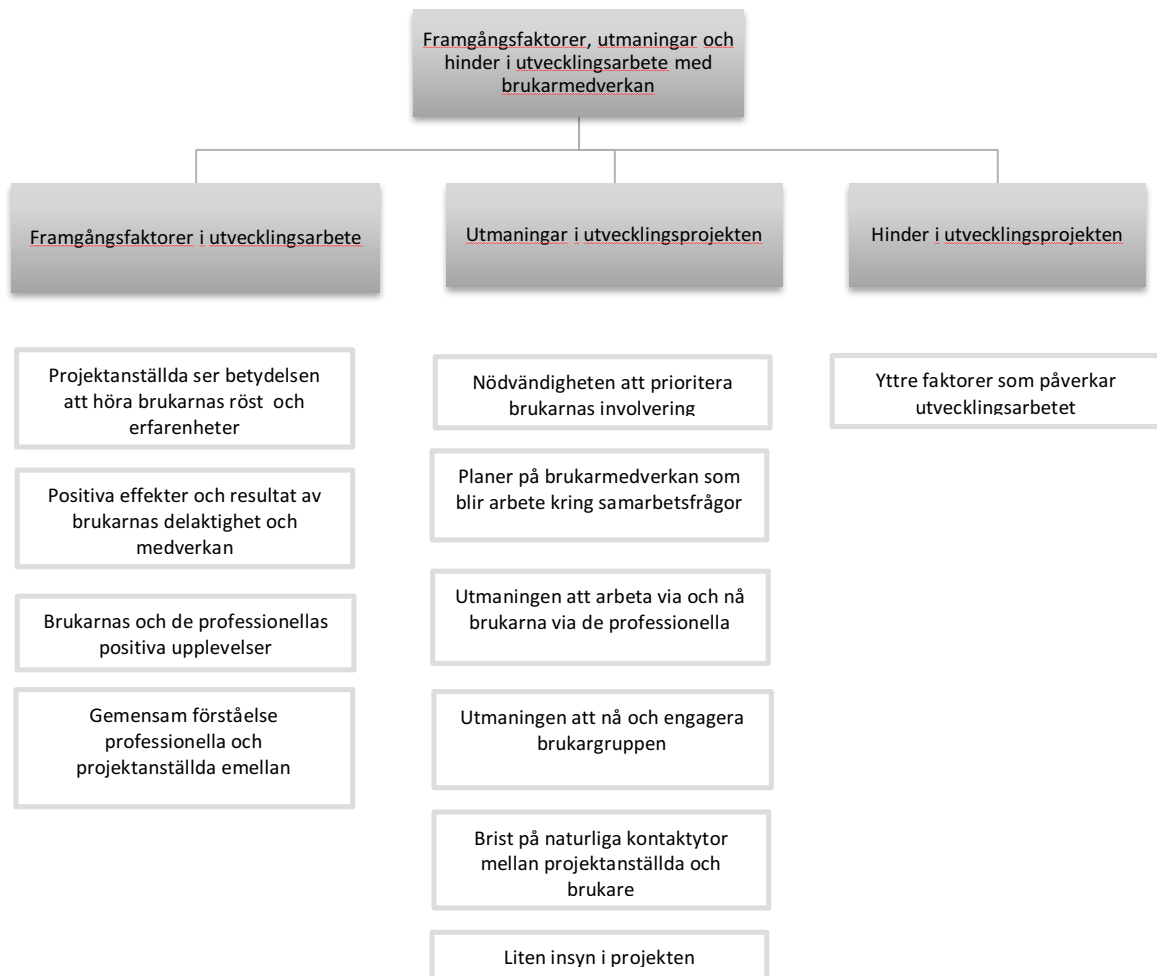 Framgångsfaktorer, utmaningar och
hinder i utvecklingsarbete med
brukarmedverkan
Framgångsfaktorer i utvecklingsarbete
Utmaningar i utvecklingsprojekten
Hinder i utvecklingsprojekten
Projektanställda ser betydelsen
att höra brukarnas röst och
erfarenheter
Positiva effekter och resultat av
brukarnas delaktighet och
medverkan
Brukarnas och de professionellas
positiva upplevelser
Gemensam förståelse
professionella och
projektanställda emellan
Nödvändigheten att prioritera
brukarnas involvering
Planer på brukarmedverkan som
blir arbete kring samarbetsfrågor
Utmaningen att arbeta via och nå
brukarna via de professionella
Utmaningen att nå och engagera
brukargruppen
Brist på naturliga kontaktytor
mellan projektanställda och
brukare
Liten insyn i projekten
Yttre faktorer som påverkar
utvecklingsarbetet